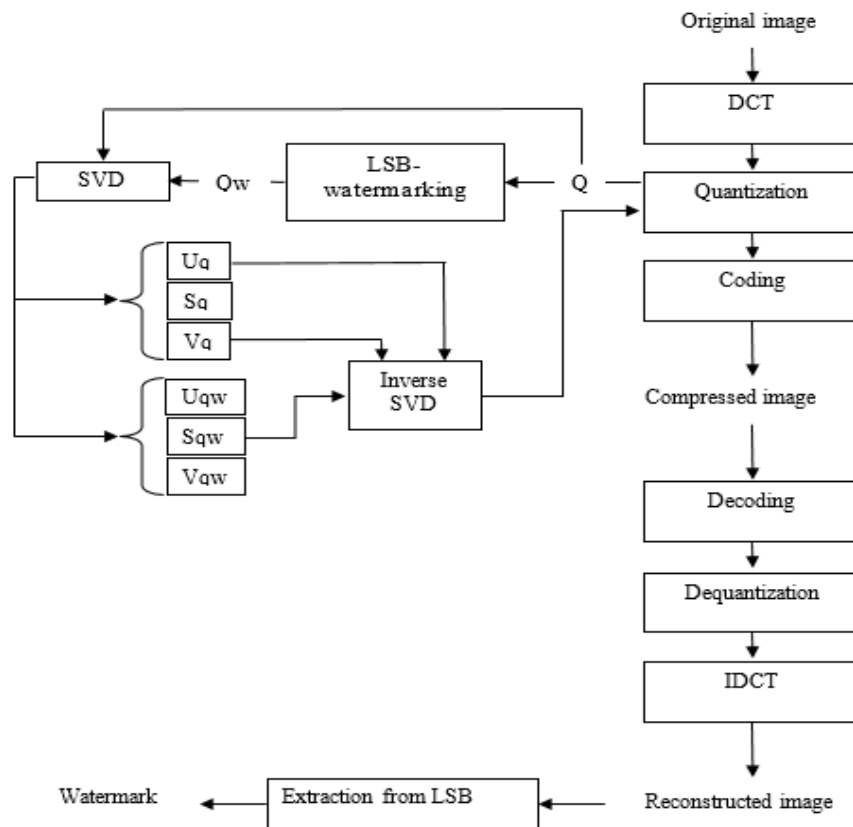 Original image
DCT
SVD
Qw
LSB-
watermarking
Q
Quantization
Uq
Sq
Vq
Coding
Inverse
SVD
Uqw
Sqw
Vqw
Compressed image
Decoding
Dequantization
IDCT
Watermark
Extraction from LSB
Reconstructed image